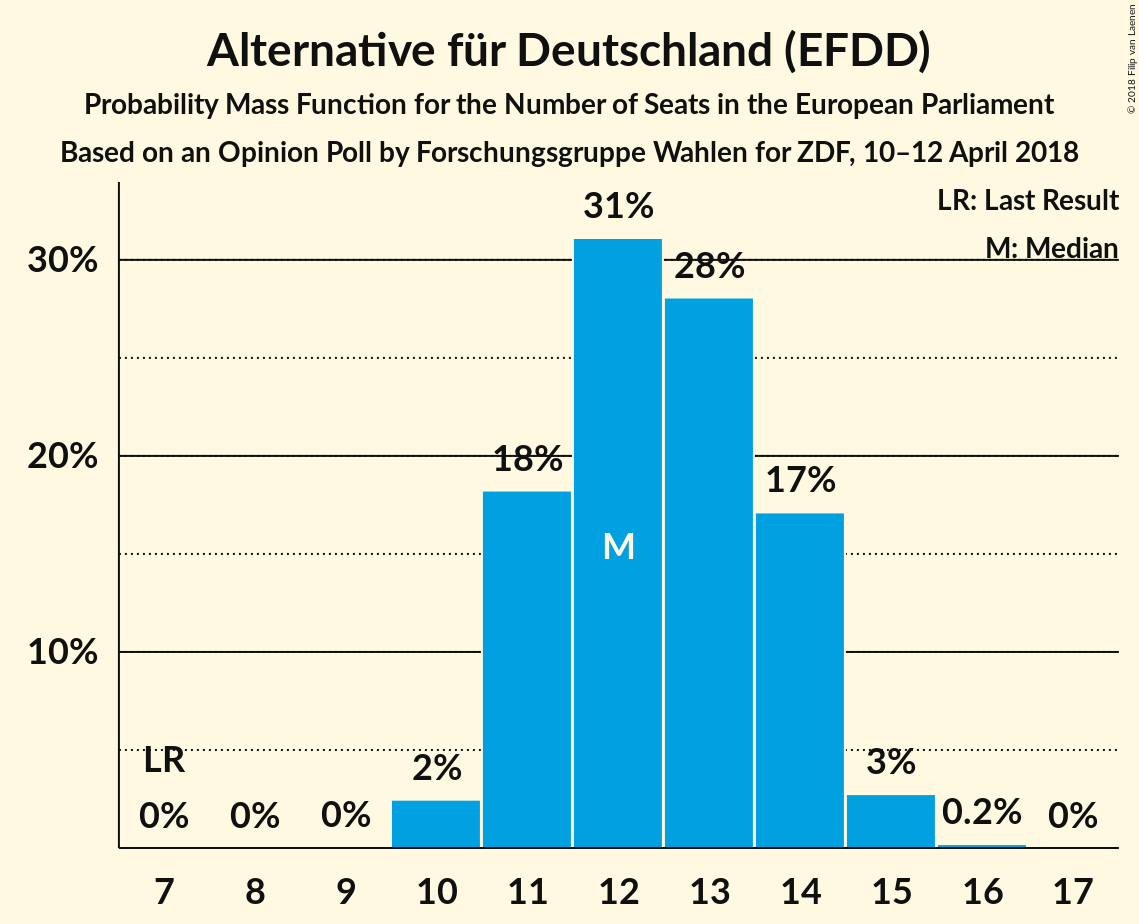 Alternative für Deutschland (EFDD)
Probability Mass Function for the Number of Seats in the European Parliament
Based on an Opinion Poll by Forschungsgruppe Wahlen for ZDF, 10–12 April 2018
© 2018 Filip van Laenen
LR: Last Result
M: Median
30%
20%
10%
LR
0%
0%
0%
2%
18%
31%
M
28%
17%
3%
0.2%
0%
7 8 9 10 11 12 13 14 15 16 17